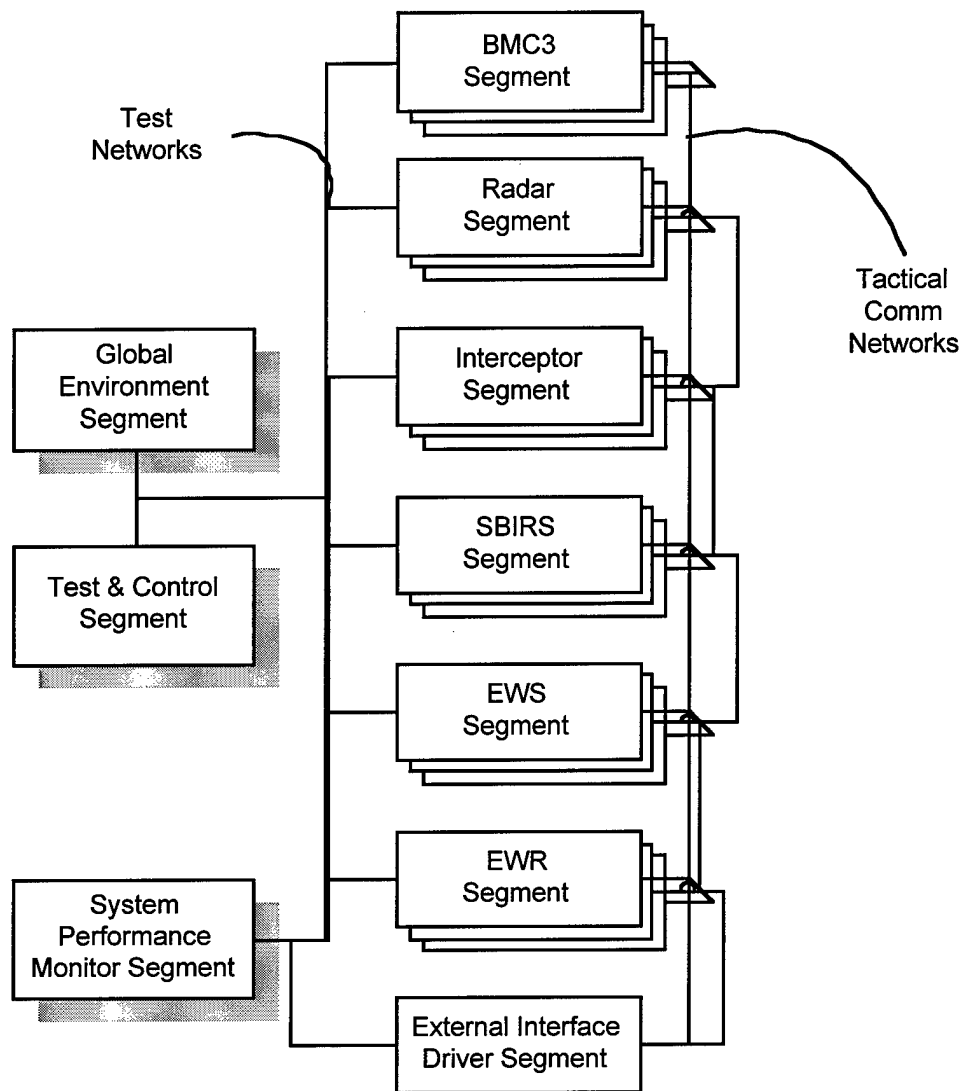 BMC3
Segment
Test
Networks
Radar
Segment
Tactical
Comm
Networks
Global
Environment
Segment
Interceptor
Segment
SBIRS
Segment
Test & Control
Segment
EWS
Segment
EWR
Segment
System
Performance
Monitor Segment
External Interface
Driver Segment